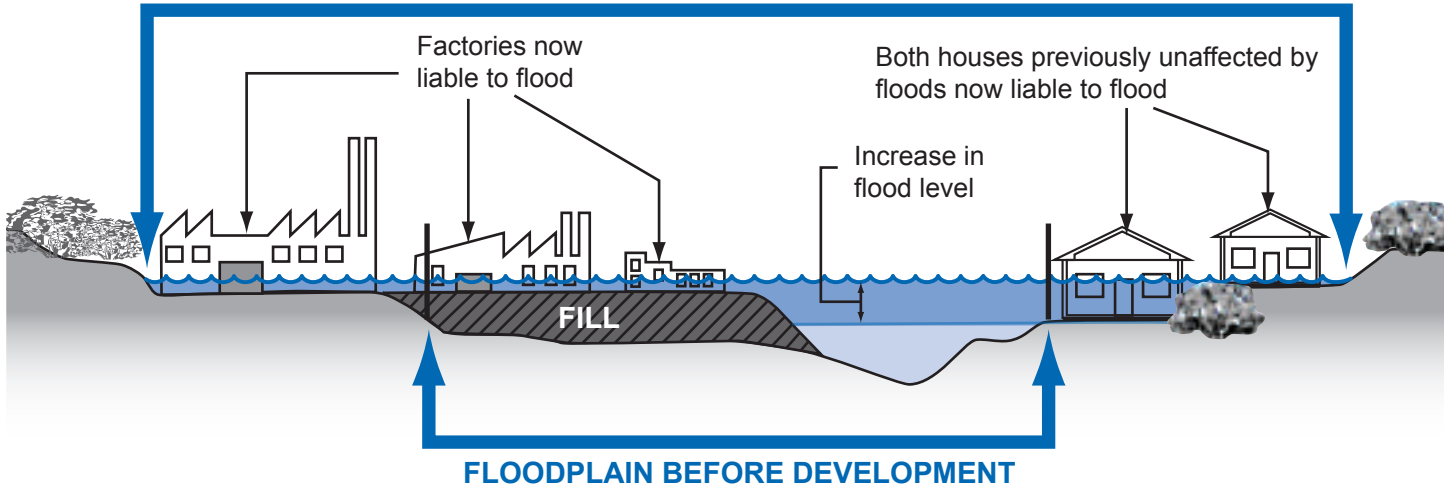 Factories now
liable to flood
Both houses previously unaffected by
floods now liable to flood
Increase in
flood level
FILL
FLOODPLAIN BEFORE DEVELOPMENT